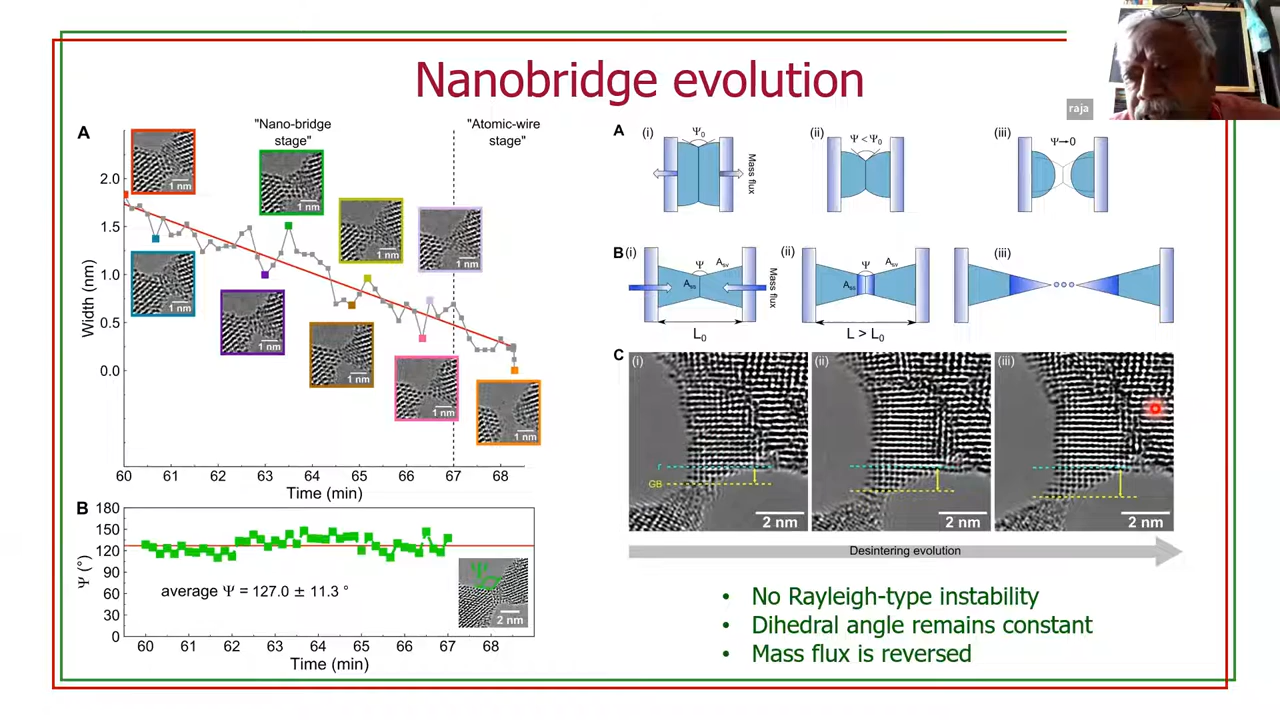 Nanobridge evolution
raja
A
"Nano-bridge
stage"
"Atomic-wire
stage"
1 nm
1 nm
1 nm
1 nm
1 nm
1 nm
1 nm
1 nm
1 nm
Width (nm)
2.0
1.5
1.0
0.5
0.0
60 61 62 63 64 65 66 67 68
Time (min)
B
Ψ (°)
180
150
120
90
60
30
0
average Ψ = 127.0 ± 11.3 °
Ψ
2 nm
60 61 62 63 64 65 66 67 68
Time (min)
A
(i)
Ψ₀
Mass flux
(ii)
Ψ < Ψ₀
(iii)
Ψ→0
B
(i)
Ψ
Aₛᵥ
Aₛₛ
Mass flux
L₀
(ii)
Ψ
Aₛᵥ
Aₛₛ
L > L₀
(iii)
C
(i)
r
GB
2 nm
(ii)
2 nm
(iii)
2 nm
Desintering evolution
• No Rayleigh-type instability
• Dihedral angle remains constant
• Mass flux is reversed